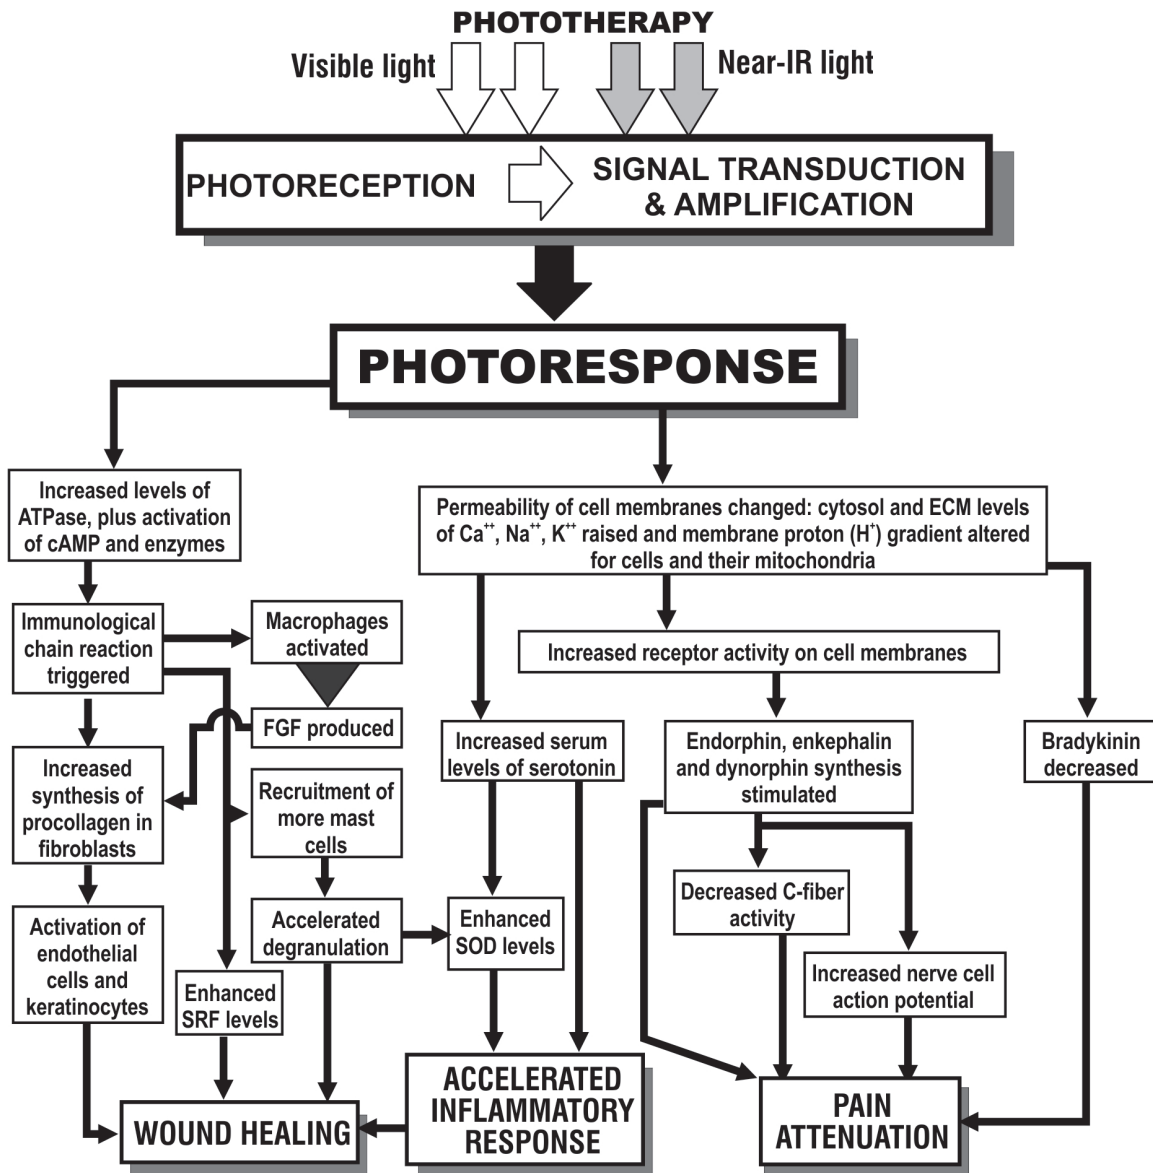 PHOTOTHERAPY
Visible light
Near-IR light
PHOTORECEPTION
SIGNAL TRANSDUCTION
& AMPLIFICATION
PHOTORESPONSE
Increased levels of
ATPase, plus activation
of cAMP and enzymes
Permeability of cell membranes changed: cytosol and ECM levels
of Ca⁺⁺, Na⁺⁺, K⁺⁺ raised and membrane proton (H⁺) gradient altered
for cells and their mitochondria
Immunological
chain reaction
triggered
Macrophages
activated
Increased receptor activity on cell membranes
FGF produced
Increased serum
levels of serotonin
Endorphin, enkephalin
and dynorphin synthesis
stimulated
Bradykinin
decreased
Increased
synthesis of
procollagen in
fibroblasts
Recruitment of
more mast
cells
Decreased C-fiber
activity
Activation of
endothelial
cells and
keratinocytes
Accelerated
degranulation
Enhanced
SOD levels
Enhanced
SRF levels
Increased nerve cell
action potential
WOUND HEALING
ACCELERATED
INFLAMMATORY
RESPONSE
PAIN
ATTENUATION